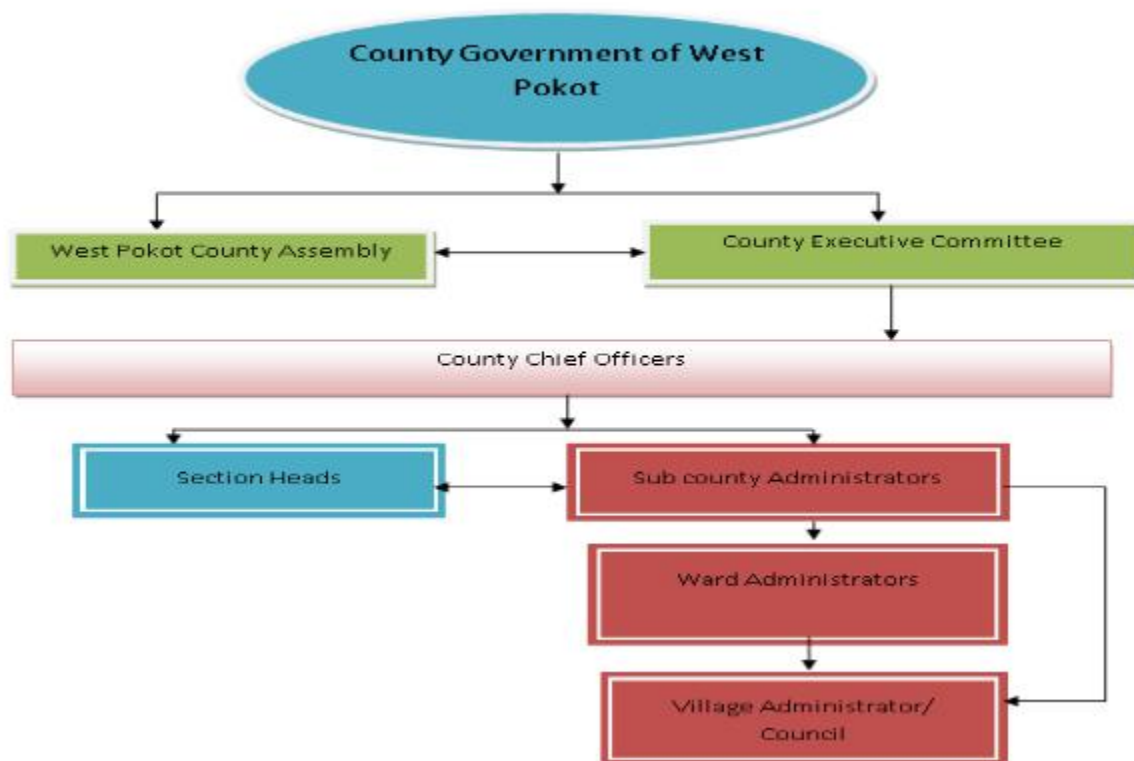 County Government of West
Pokot
West Pokot County Assembly
County Executive Committee
County Chief Officers
Section Heads
Sub county Administrators
Ward Administrators
Village Administrator/
Council